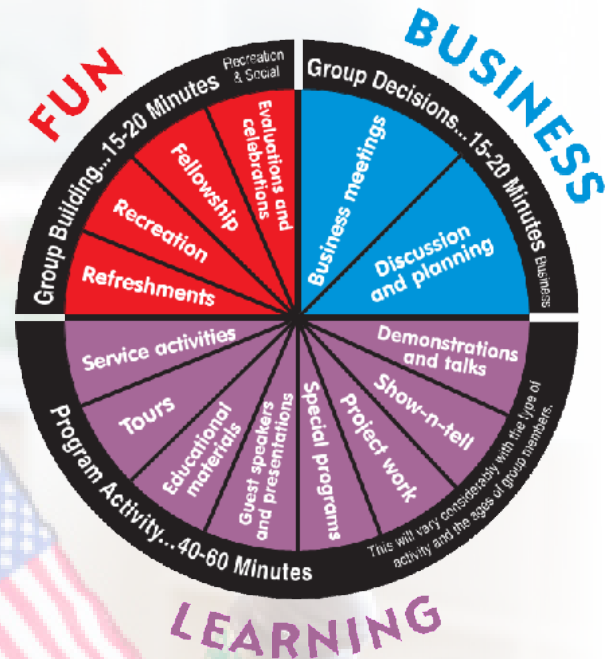 FUN
Group Building...15-20 Minutes
Recreation
& Social
Refreshments
Recreation
Fellowship
Evaluations and
celebrations
BUSINESS
Group Decisions...15-20 Minutes
Business
Business meetings
Discussion
and planning
Demonstrations
and talks
Show-n-tell
Project work
Special programs
Guest speakers
and presentations
Educational
materials
Tours
Service activities
Program Activity...40-60 Minutes
This will vary considerably with the type of
activity and the ages of group members.
LEARNING